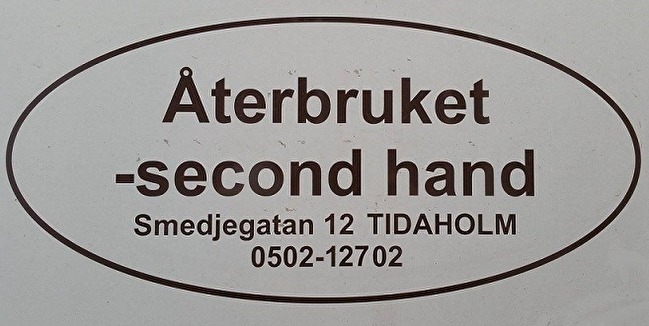 Återbruket
-second hand
Smedjegatan 12 TIDAHOLM
0502-12702